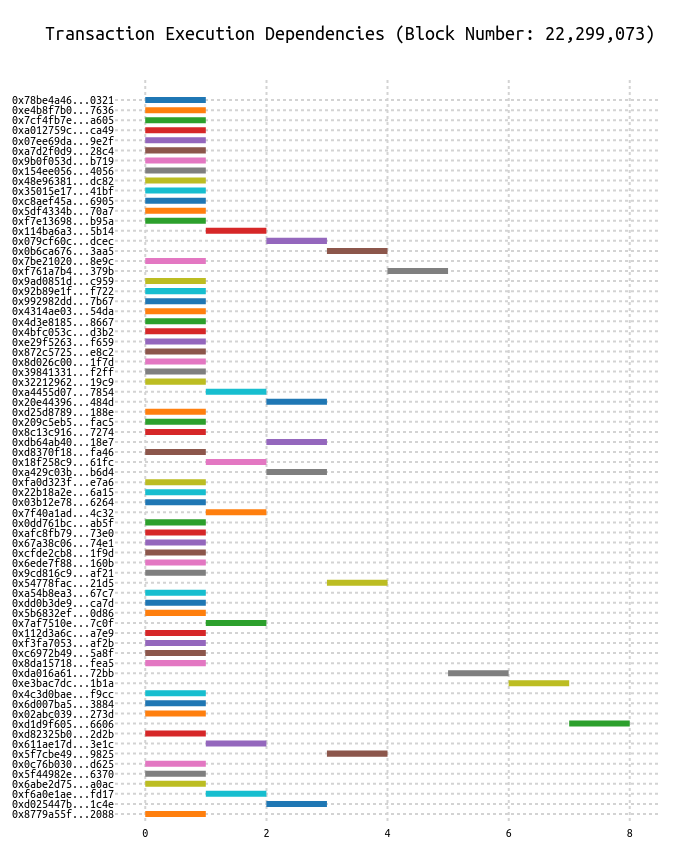 Transaction Execution Dependencies (Block Number: 22,299,073)
0x78be4a46...0321
0xe4b8f7b0...7636
0x7cf4fb7e...a605
0xa012759c...ca49
0x07ee69da...9e2f
0xa7d2f0d9...28c4
0x9b0f053d...b719
0x154ee056...4056
0x48e96381...dc82
0x35015e17...41bf
0xc8aef45a...6905
0x5df4334b...70a7
0xf7e13698...b95a
0x114ba6a3...5b14
0x079cf60c...dcec
0x0b6ca676...3aa5
0x7be21020...8e9c
0xf761a7b4...379b
0x9ad0851d...c959
0x92b89e1f...f722
0x992982dd...7b67
0x4314ae03...54da
0x4d3e8185...8667
0x4bfc053c...d3b2
0xe29f5263...f659
0x872c5725...e8c2
0x8d026c00...1f7d
0x39841331...f2ff
0x32212962...19c9
0xa4455d07...7854
0x20e44396...484d
0xd25d8789...188e
0x209c5eb5...fac5
0x8c13c916...7274
0xdb64ab40...18e7
0xd8370f18...fa46
0x18f258c9...61fc
0xa429c03b...b6d4
0xfa0d323f...e7a6
0x22b18a2e...6a15
0x03b12e78...6264
0x7f40a1ad...4c32
0x0dd761bc...ab5f
0xafc8fb79...73e0
0x67a38c06...74e1
0xcfde2cb8...1f9d
0x6ede7f88...160b
0x9cd816c9...af21
0x54778fac...21d5
0xa54b8ea3...67c7
0xdd0b3de9...ca7d
0x5b6832ef...0d86
0x7af7510e...7c0f
0x112d3a6c...a7e9
0xf3fa7053...af2b
0xc6972b49...5a8f
0x8da15718...fea5
0xda016a61...72bb
0xe3bac7dc...1b1a
0x4c3d0bae...f9cc
0x6d007ba5...3884
0x02abc039...273d
0xd1d9f605...6606
0xd82325b0...2d2b
0x611ae17d...3e1c
0x5f7cbe49...9825
0x0c76b030...d625
0x5f44982e...6370
0x6abe2d75...a0ac
0xf6a0e1ae...fd17
0xd025447b...1c4e
0x8779a55f...2088
0 2 4 6 8